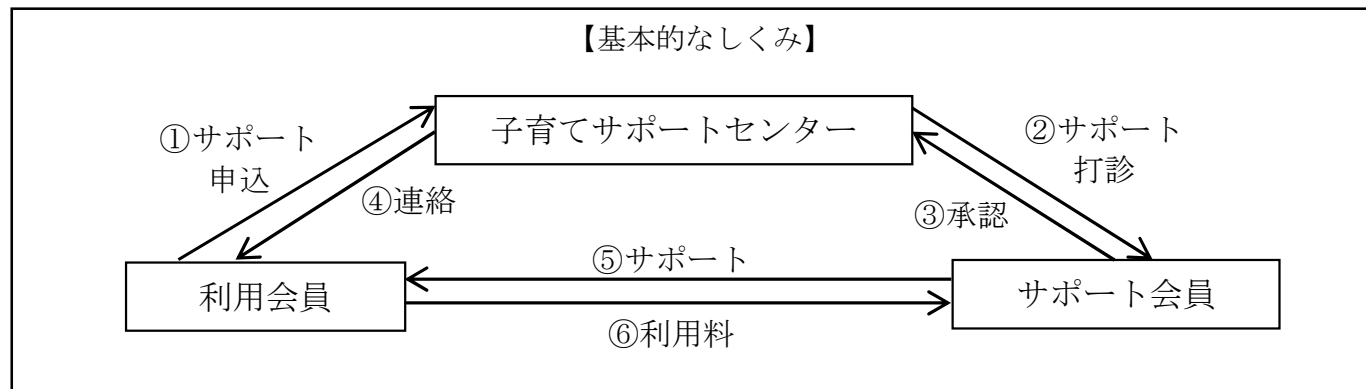 【基本的なしくみ】
子育てサポートセンター
①サポート
申込
②サポート
打診
④連絡
③承認
⑤サポート
利用会員
サポート会員
⑥利用料